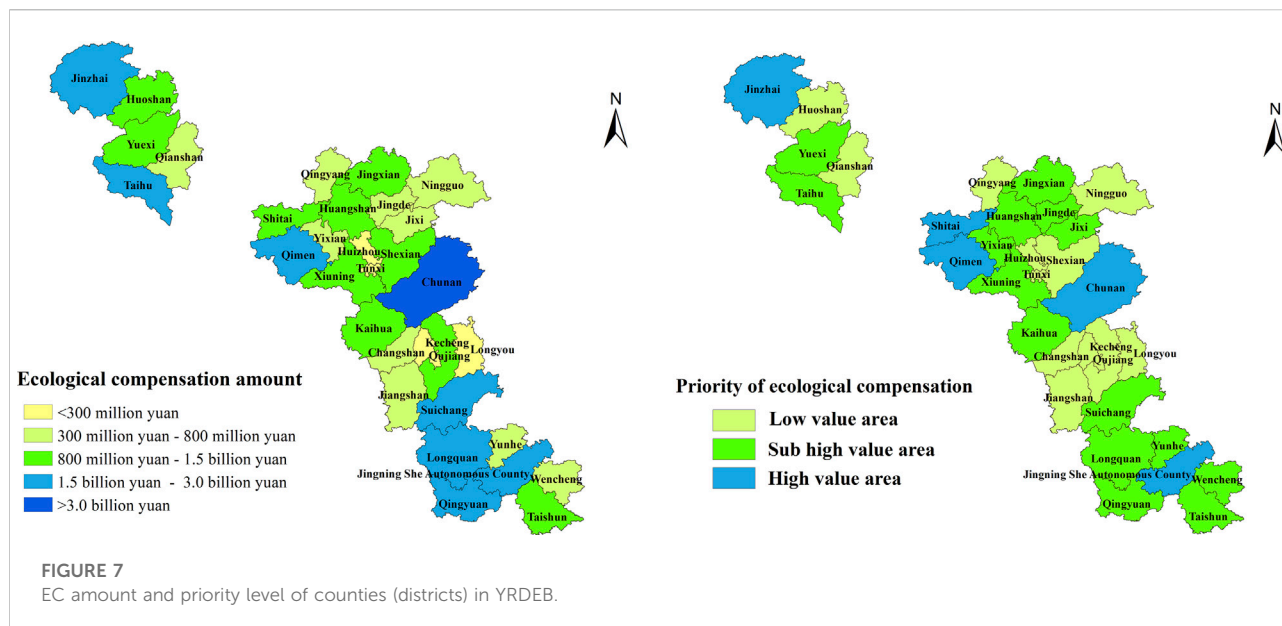 N
Jinzhai
Huoshan
Yuexi
Qianshan
Taihu
Qingyang
Jingxian
Ningguo
Huangshan
Jingde
Jixi
Shitai
Yixian
Huizhou
Shexian
Qimen
Tunxi
Xiuning
Chunan
Kaihua
Kecheng
Changshan
Qujiang
Longyou
Jiangshan
Suichang
Yunhe
Longquan
Jingning She Autonomous County
Wencheng
Qingyuan
Taishun
Ecological compensation amount
<300 million yuan
300 million yuan - 800 million yuan
800 million yuan - 1.5 billion yuan
1.5 billion yuan - 3.0 billion yuan
>3.0 billion yuan
N
Jinzhai
Huoshan
Yuexi
Qianshan
Taihu
Qingyang
Jingxian
Ningguo
Huangshan
Jingde
Jixi
Shitai
Yixian
Huizhou
Shexian
Qimen
Tunxi
Xiuning
Chunan
Kaihua
Kecheng
Changshan
Qujiang
Longyou
Jiangshan
Suichang
Yunhe
Longquan
Jingning She Autonomous County
Wencheng
Qingyuan
Taishun
Priority of ecological compensation
Low value area
Sub high value area
High value area
FIGURE 7
EC amount and priority level of counties (districts) in YRDEB.